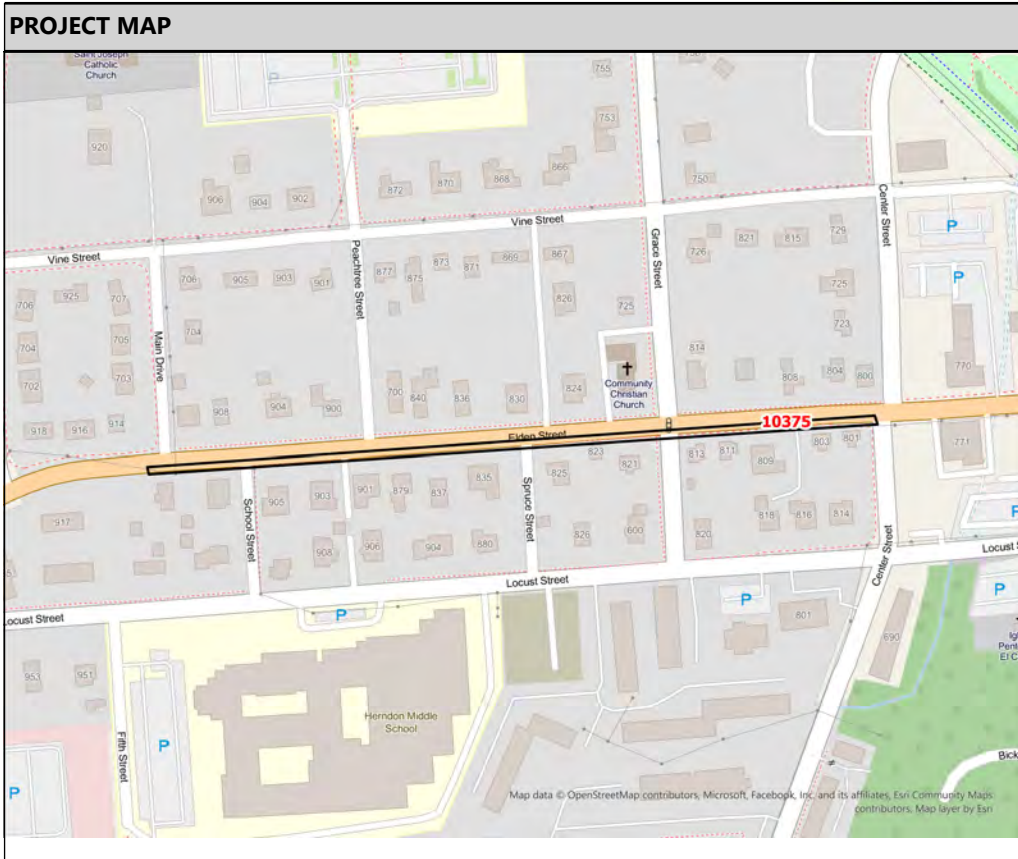 PROJECT MAP
Saint Joseph
Catholic
Church
755
753
920
872
870
868
866
750
906
904
902
Vine Street
Center Street
P
Vine Street
Grace Street
726
821
815
729
Peachtree Street
877
875
873
871
869
867
P
706
925
707
706
905
903
901
826
725
725
704
705
Main Drive
704
723
814
770
702
703
Community
Christian
Church
700
840
836
830
824
808
804
800
908
904
900
918
916
914
10375
Elden Street
823
813
811
803
801
771
825
821
809
835
901
879
837
905
903
School Street
Spruce Street
917
600
818
816
814
826
820
908
906
904
880
Center Street
Locust Street
Locust S
P
P
P
P
801
690
ocust Street
953
951
Fifth Street
P
Herndon Middle
School
Pent
El C
Bick
P
Map data © OpenStreetMap contributors, Microsoft, Facebook, Inc. and its affiliates, Esri Community Maps
contributors, Map layer by Esri